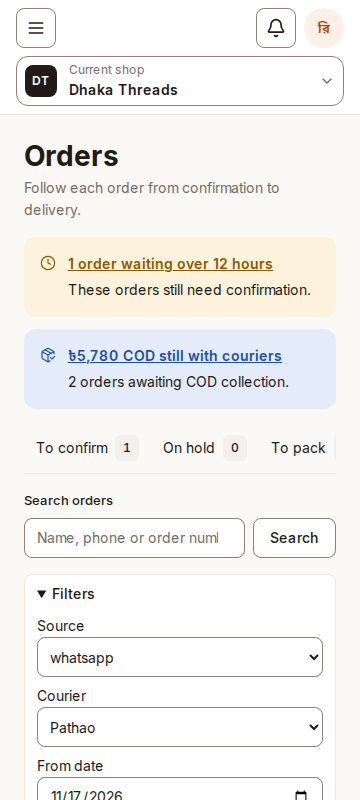 রি
DT
Current shop
Dhaka Threads
Orders
Follow each order from confirmation to
delivery.
1 order waiting over 12 hours
These orders still need confirmation.
৳5,780 COD still with couriers
2 orders awaiting COD collection.
To confirm 1 On hold 0 To pack
Search orders
Name, phone or order num
Search
▼ Filters
Source
whatsapp
Courier
Pathao
From date
11/17/2026